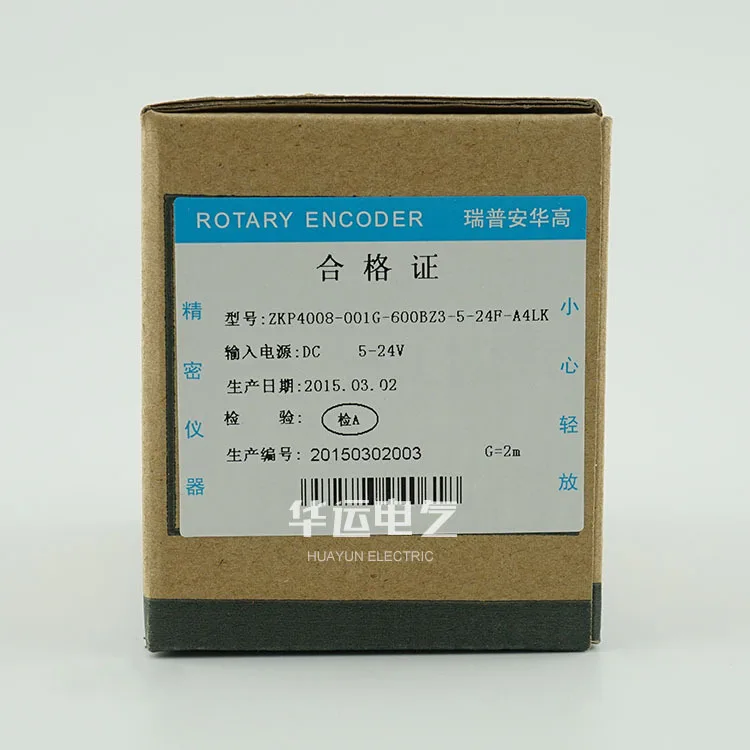 ROTARY ENCODER 瑞普安华高
合格证
型号:ZKP4008-001G-600BZ3-5-24F-A4LK
输入电源:DC 5-24V
生产日期:2015.03.02
检 验: 检A
生产编号: 20150302003 G=2m
精密仪器
小心轻放
华运电气
HUAYUN ELECTRIC